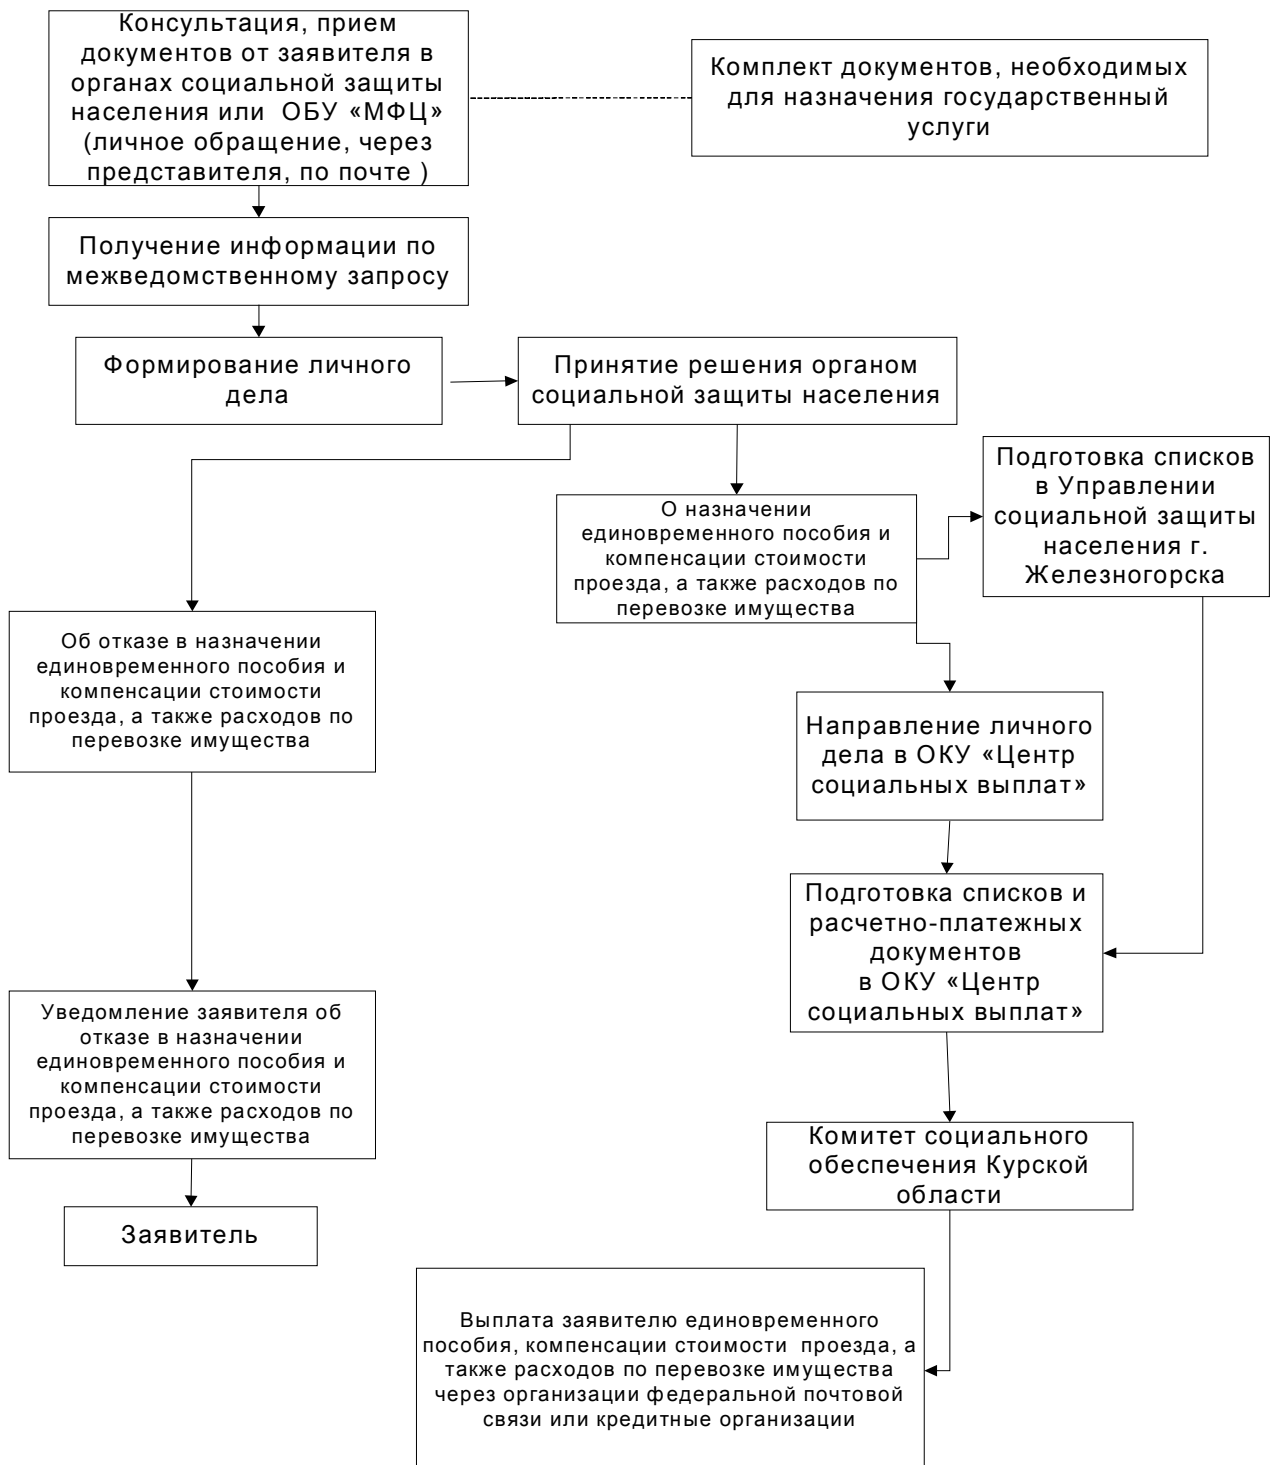 Консультация, прием
документов от заявителя в
органах социальной защиты
населения или ОБУ «МФЦ»
(личное обращение, через
представителя, по почте )
Комплект документов, необходимых
для назначения государственный
услуги
Получение информации по
межведомственному запросу
Формирование личного
дела
Принятие решения органом
социальной защиты населения
Подготовка списков
в Управлении
социальной защиты
населения г.
Железногорска
О назначении
единовременного пособия и
компенсации стоимости
проезда, а также расходов по
перевозке имущества
Об отказе в назначении
единовременного пособия и
компенсации стоимости
проезда, а также расходов по
перевозке имущества
Направление личного
дела в ОКУ «Центр
социальных выплат»
Подготовка списков и
расчетно-платежных
документов
в ОКУ «Центр
социальных выплат»
Уведомление заявителя об
отказе в назначении
единовременного пособия и
компенсации стоимости
проезда, а также расходов по
перевозке имущества
Комитет социального
обеспечения Курской
области
Заявитель
Выплата заявителю единовременного
пособия, компенсации стоимости проезда, а
также расходов по перевозке имущества
через организации федеральной почтовой
связи или кредитные организации